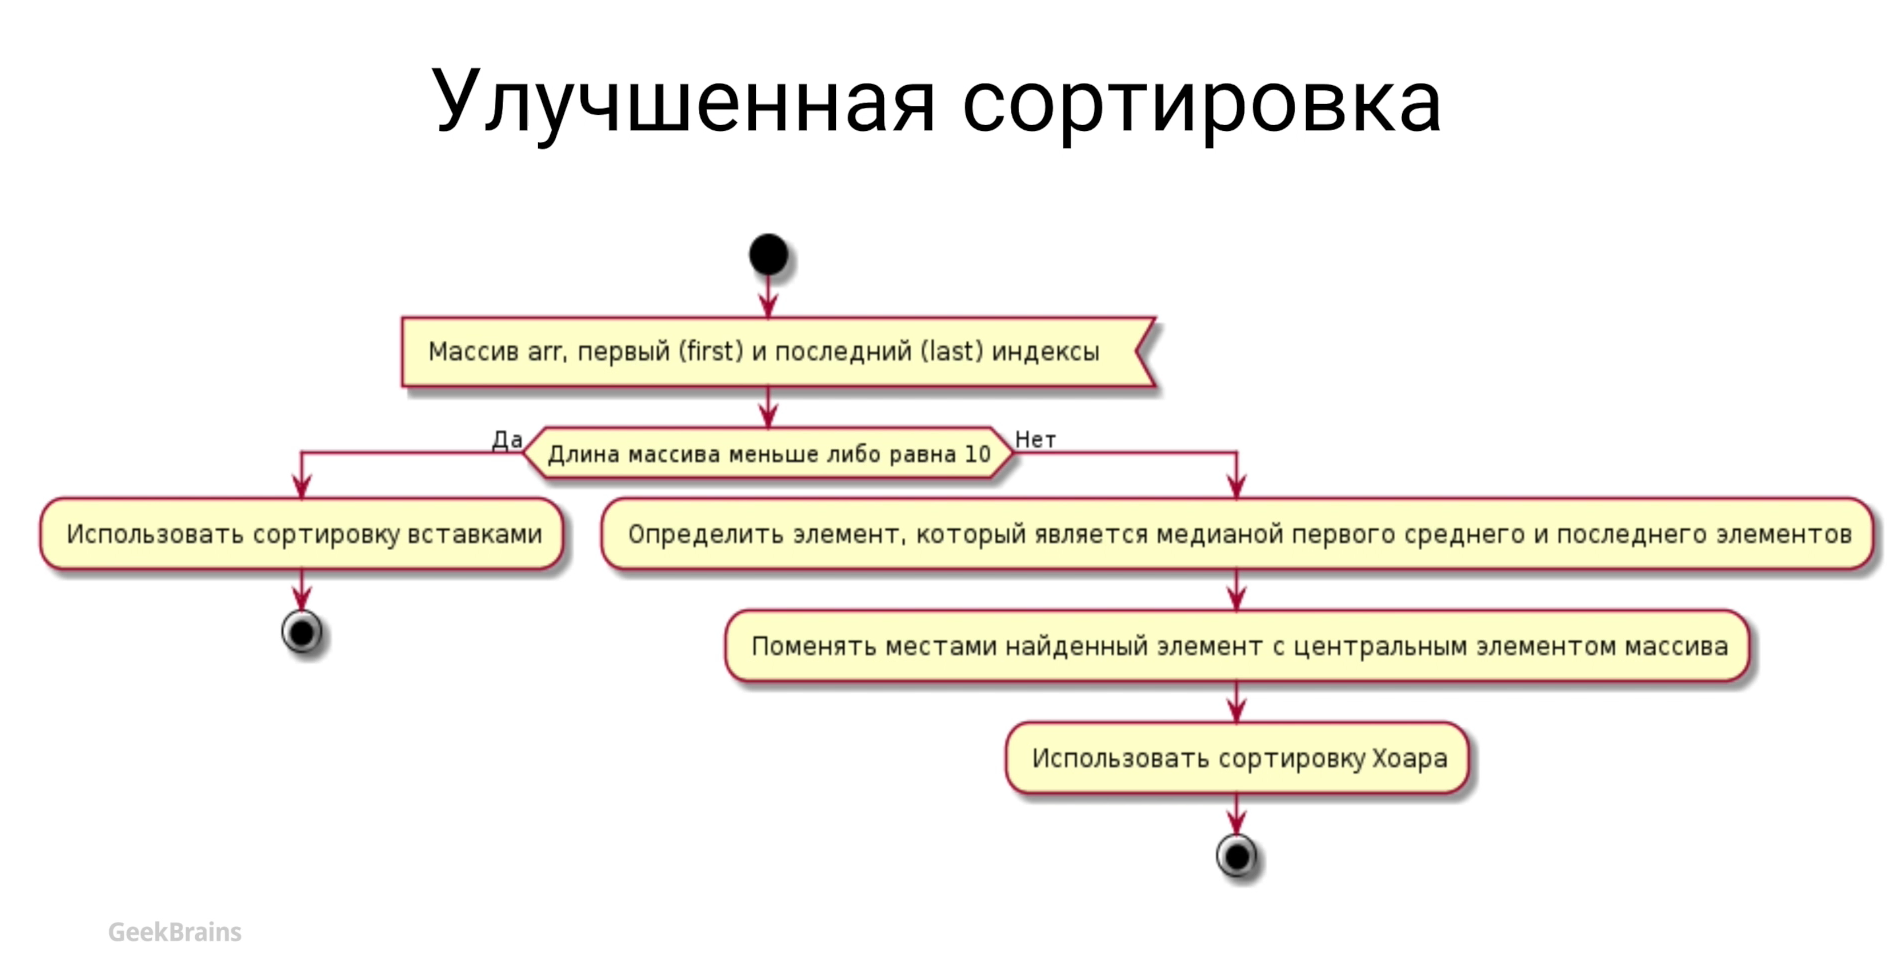 Улучшенная сортировка
Массив arr, первый (first) и последний (last) индексы
Да
Длина массива меньше либо равна 10
Нет
Использовать сортировку вставками
Определить элемент, который является медианой первого среднего и последнего элементов
Поменять местами найденный элемент с центральным элементом массива
Использовать сортировку Хоара
GeekBrains